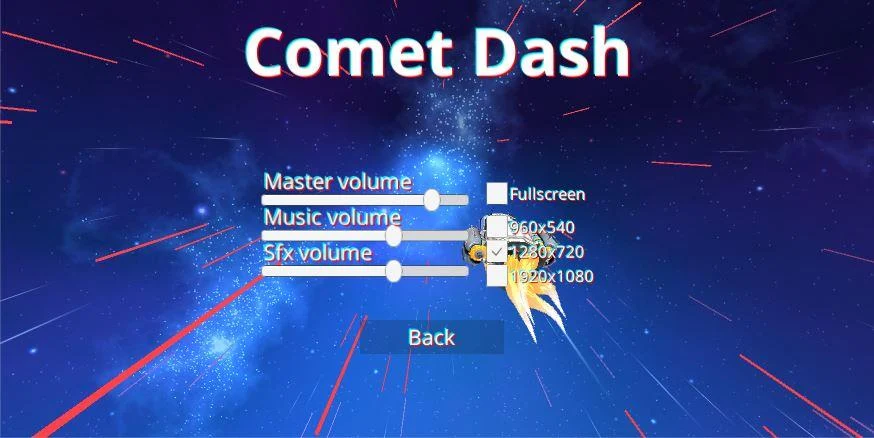 Comet Dash
Master volume
Music volume
Sfx volume
Fullscreen
960x540
1280x720
1920x1080
Back